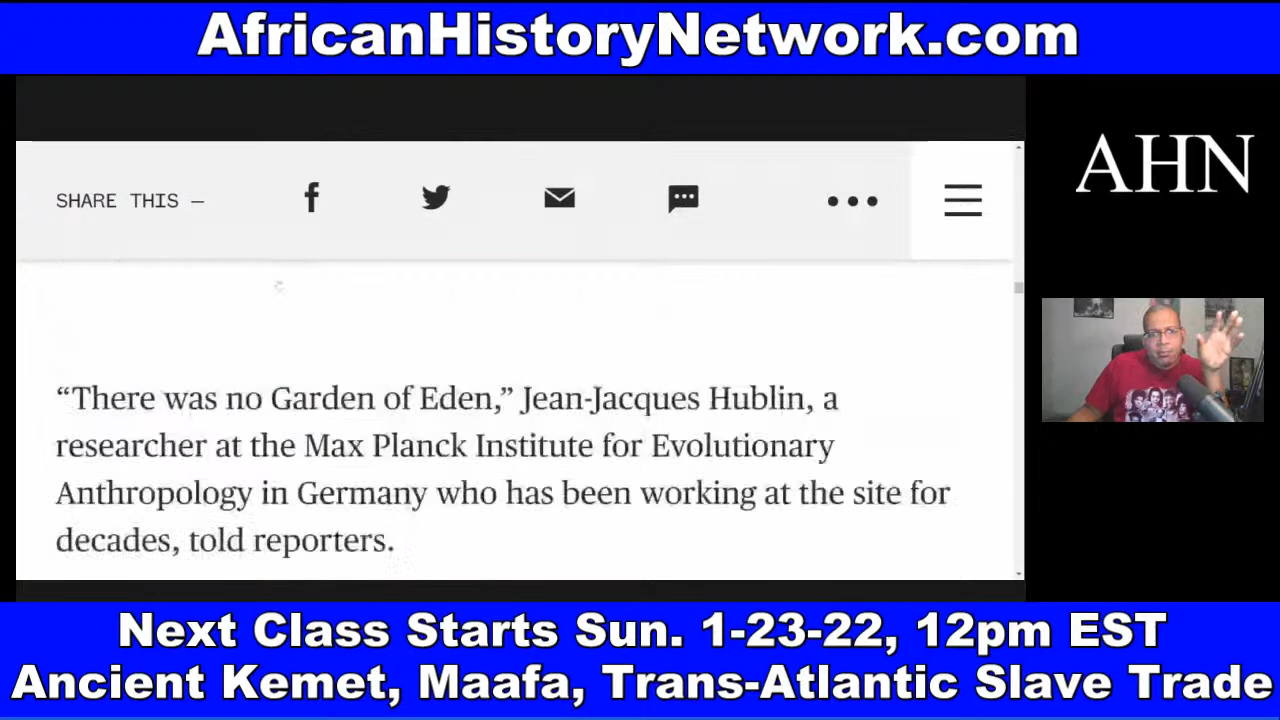 AfricanHistoryNetwork.com
SHARE THIS —
AHN
“There was no Garden of Eden,” Jean-Jacques Hublin, a
researcher at the Max Planck Institute for Evolutionary
Anthropology in Germany who has been working at the site for
decades, told reporters.
Next Class Starts Sun. 1-23-22, 12pm EST
Ancient Kemet, Maafa, Trans-Atlantic Slave Trade